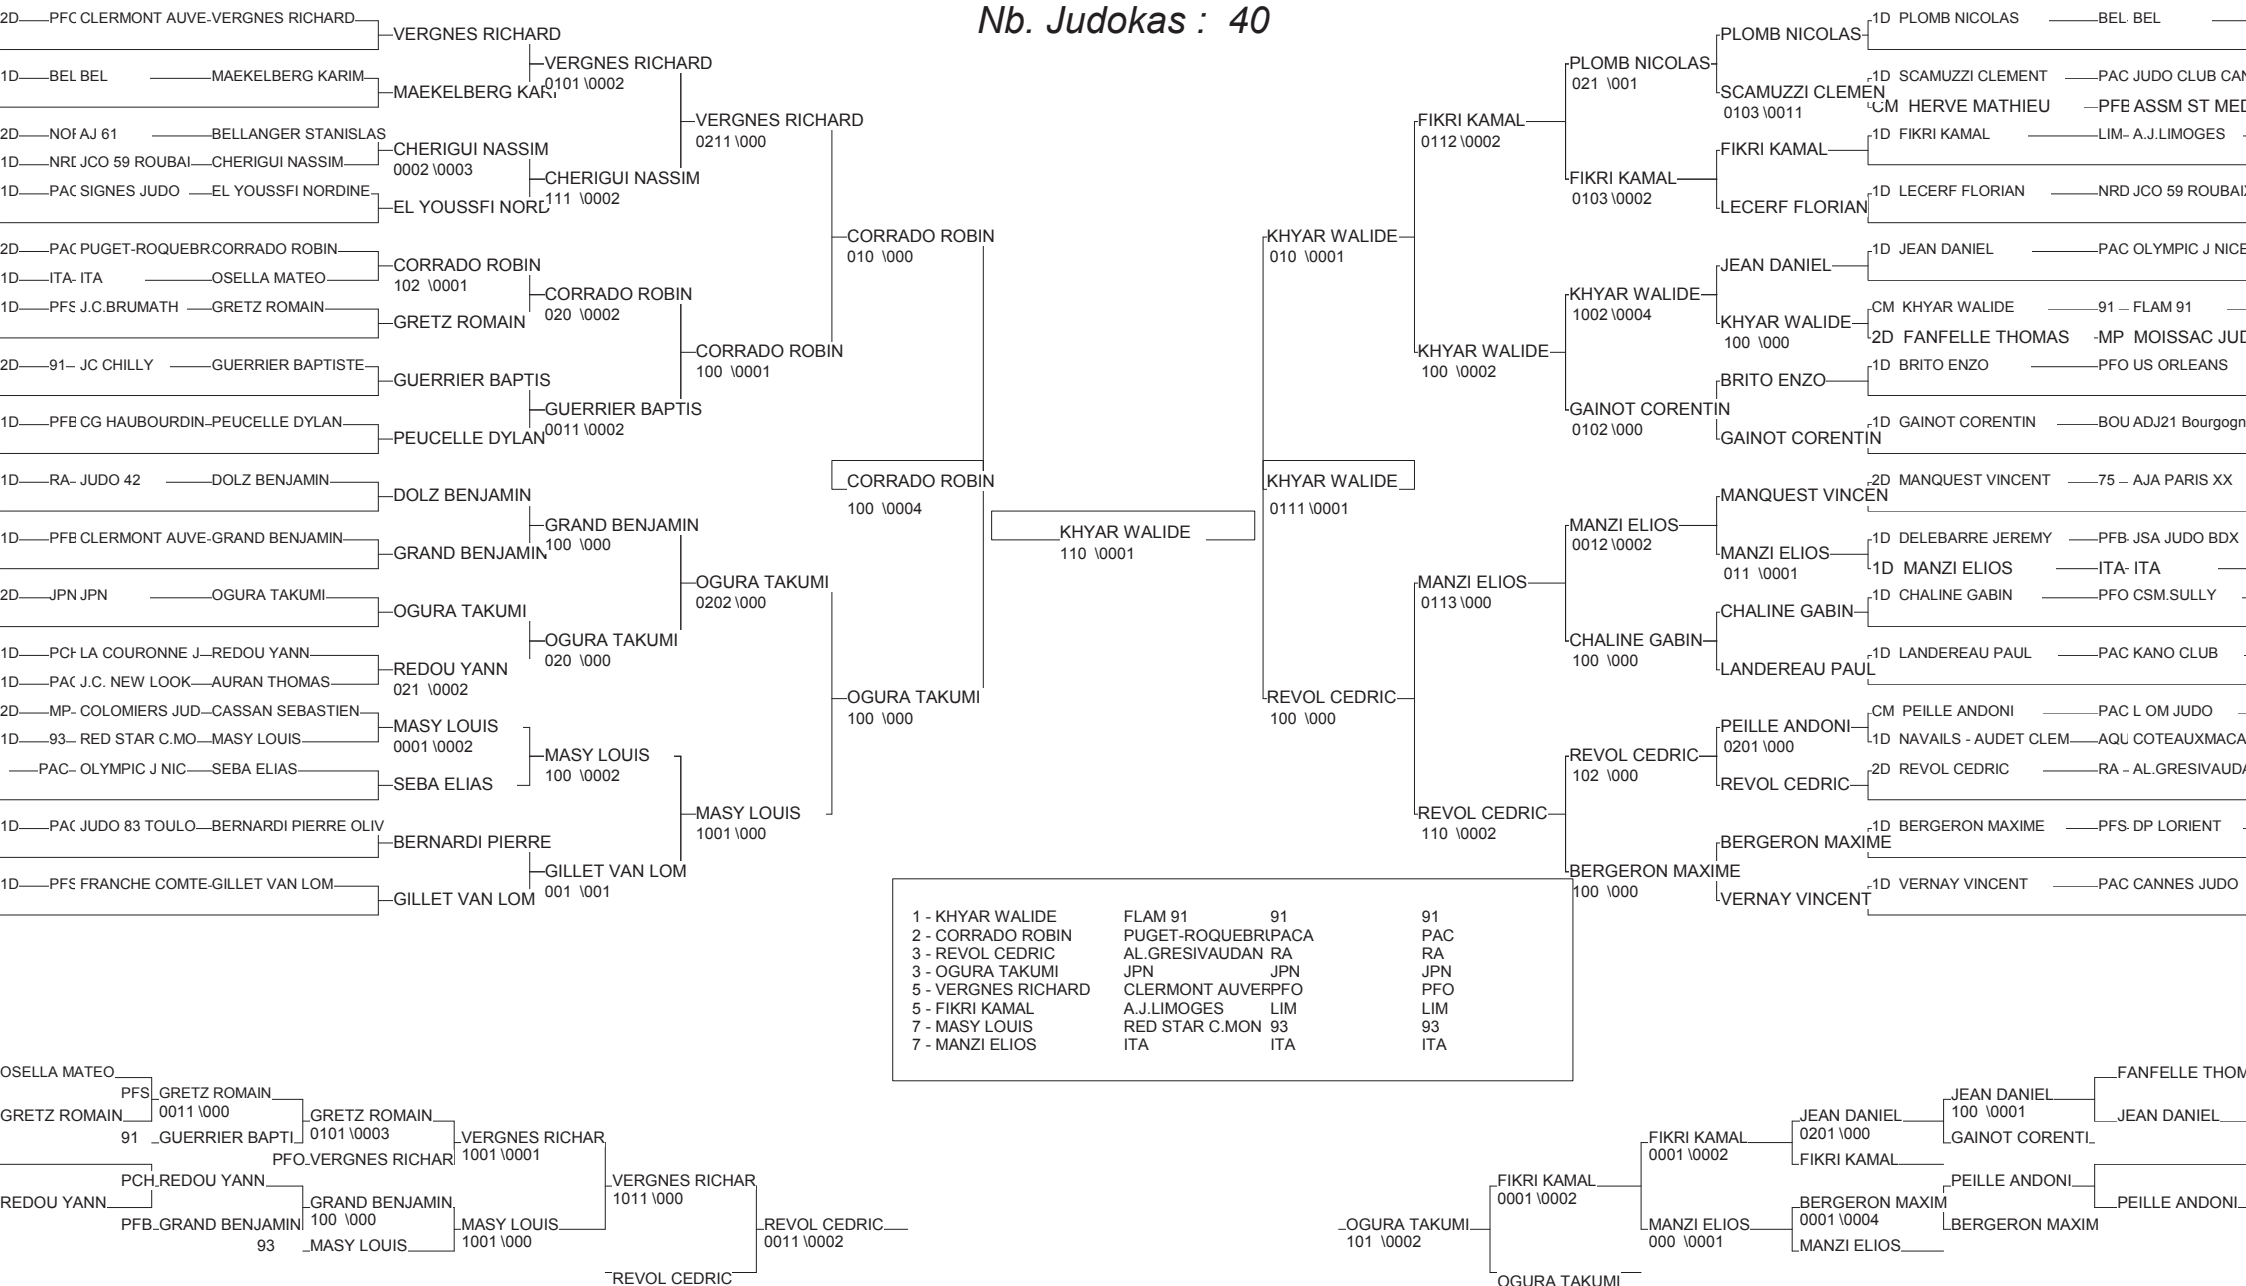 Nb. Judokas : 40
2D PFC CLERMONT AUVE VERGNES RICHARD
1D BEL BEL MAEKELBERG KARIM
2D NOF AJ 61 BELLANGER STANISLAS
1D NRD JCO 59 ROUBAI CHERIGUI NASSIM
1D PAC SIGNES JUDO EL YOUSSFI NORDINE
2D PAC PUGET-ROQUEBR CORRADO ROBIN
1D ITA ITA OSELLA MATEO
1D PFS J.C.BRUMATH GRETZ ROMAIN
2D 91 JC CHILLY GUERRIER BAPTISTE
1D PFB CG HAUBOURDIN PEUCELLE DYLAN
1D RA JUDO 42 DOLZ BENJAMIN
1D PFB CLERMONT AUVE GRAND BENJAMIN
2D JPN JPN OGURA TAKUMI
1D PCH LA COURONNE J REDOU YANN
1D PAC J.C. NEW LOOK AURAN THOMAS
2D MP COLOMIERS JUD CASSAN SEBASTIEN
1D 93 RED STAR C.MO MASY LOUIS
PAC OLYMPIC J NIC SEBA ELIAS
1D PAC JUDO 83 TOULO BERNARDI PIERRE OLIV
1D PFS FRANCHE COMTE GILLET VAN LOM
VERGNES RICHARD
MAEKELBERG KARI
CHERIGUI NASSIM
0002 \0003
EL YOUSSFI NORD
CORRADO ROBIN
102 \0001
GRETZ ROMAIN
GUERRIER BAPTIS
PEUCELLE DYLAN
DOLZ BENJAMIN
GRAND BENJAMIN
OGURA TAKUMI
REDOU YANN
021 \0002
MASY LOUIS
0001 \0002
SEBA ELIAS
BERNARDI PIERRE
GILLET VAN LOM
VERGNES RICHARD
0101 \0002
CHERIGUI NASSIM
111 \0002
CORRADO ROBIN
020 \0002
GUERRIER BAPTIS
0011 \0002
GRAND BENJAMIN
100 \000
OGURA TAKUMI
020 \000
MASY LOUIS
100 \0002
GILLET VAN LOM
001 \001
VERGNES RICHARD
0211 \000
CORRADO ROBIN
100 \0001
OGURA TAKUMI
0202 \000
MASY LOUIS
1001 \000
CORRADO ROBIN
010 \000
OGURA TAKUMI
100 \000
CORRADO ROBIN
100 \0004
KHYAR WALIDE
110 \0001
KHYAR WALIDE
0111 \0001
KHYAR WALIDE
010 \0001
REVOL CEDRIC
100 \000
FIKRI KAMAL
0112 \0002
KHYAR WALIDE
100 \0002
MANZI ELIOS
0113 \000
REVOL CEDRIC
110 \0002
PLOMB NICOLAS
021 \001
FIKRI KAMAL
0103 \0002
KHYAR WALIDE
1002 \0004
GAINOT CORENTIN
0102 \000
MANZI ELIOS
0012 \0002
CHALINE GABIN
100 \000
REVOL CEDRIC
102 \000
BERGERON MAXIME
100 \000
PLOMB NICOLAS
SCAMUZZI CLEMEN
0103 \0011
FIKRI KAMAL
LECERF FLORIAN
JEAN DANIEL
KHYAR WALIDE
100 \000
BRITO ENZO
GAINOT CORENTIN
MANQUEST VINCEN
MANZI ELIOS
011 \0001
CHALINE GABIN
LANDEREAU PAUL
PEILLE ANDONI
0201 \000
REVOL CEDRIC
BERGERON MAXIME
VERNAY VINCENT
1D PLOMB NICOLAS BEL BEL
1D SCAMUZZI CLEMENT PAC JUDO CLUB CAN
CM HERVE MATHIEU PFB ASSM ST MED
1D FIKRI KAMAL LIM A.J.LIMOGES
1D LECERF FLORIAN NRD JCO 59 ROUBAIX
1D JEAN DANIEL PAC OLYMPIC J NICE
CM KHYAR WALIDE 91 FLAM 91
2D FANFELLE THOMAS MP MOISSAC JUD
1D BRITO ENZO PFO US ORLEANS
1D GAINOT CORENTIN BOU ADJ21 Bourgogn
2D MANQUEST VINCENT 75 AJA PARIS XX
1D DELEBARRE JEREMY PFB JSA JUDO BDX
1D MANZI ELIOS ITA ITA
1D CHALINE GABIN PFO CSM.SULLY
1D LANDEREAU PAUL PAC KANO CLUB
CM PEILLE ANDONI PAC L OM JUDO
1D NAVAILS - AUDET CLEM AQU COTEAUXMACA
2D REVOL CEDRIC RA AL.GRESIVAUDA
1D BERGERON MAXIME PFS DP LORIENT
1D VERNAY VINCENT PAC CANNES JUDO
1 - KHYAR WALIDE FLAM 91 91 91
2 - CORRADO ROBIN PUGET-ROQUEBRU PACA PAC
3 - REVOL CEDRIC AL.GRESIVAUDAN RA RA
3 - OGURA TAKUMI JPN JPN JPN
5 - VERGNES RICHARD CLERMONT AUVER PFO PFO
5 - FIKRI KAMAL A.J.LIMOGES LIM LIM
7 - MASY LOUIS RED STAR C.MON 93 93
7 - MANZI ELIOS ITA ITA ITA
OSELLA MATEO
GRETZ ROMAIN
REDOU YANN
PFS GRETZ ROMAIN
0011 \000
91 GUERRIER BAPTI
PCH REDOU YANN
PFB GRAND BENJAMIN
GRETZ ROMAIN
0101 \0003
PFO VERGNES RICHAR
GRAND BENJAMIN
100 \000
93 MASY LOUIS
VERGNES RICHAR
1001 \0001
MASY LOUIS
1001 \000
VERGNES RICHAR
1011 \000
REVOL CEDRIC
REVOL CEDRIC
0011 \0002
OGURA TAKUMI
101 \0002
FIKRI KAMAL
0001 \0002
OGURA TAKUMI
FIKRI KAMAL
0001 \0002
MANZI ELIOS
000 \0001
JEAN DANIEL
0201 \000
FIKRI KAMAL
BERGERON MAXIM
0001 \0004
MANZI ELIOS
JEAN DANIEL
100 \0001
GAINOT CORENTI
PEILLE ANDONI
BERGERON MAXIM
FANFELLE THOM
JEAN DANIEL
PEILLE ANDONI